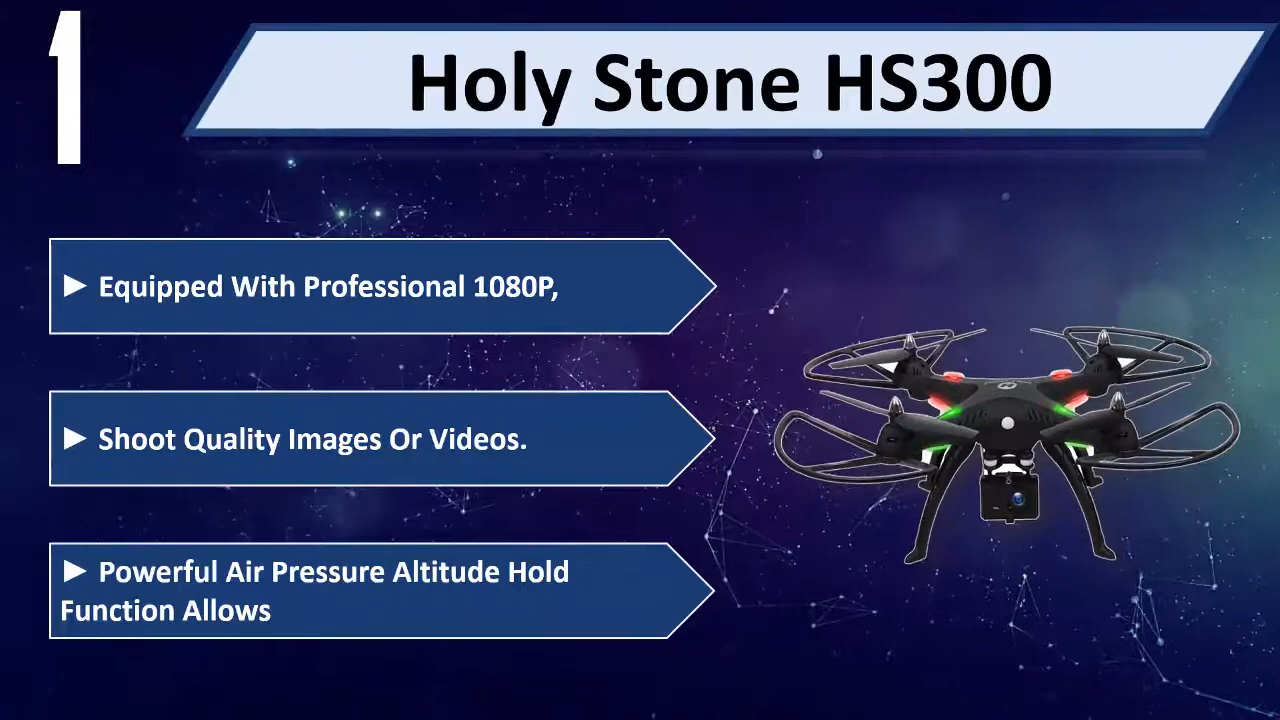 1
Holy Stone HS300
► Equipped With Professional 1080P,
► Shoot Quality Images Or Videos.
► Powerful Air Pressure Altitude Hold
Function Allows